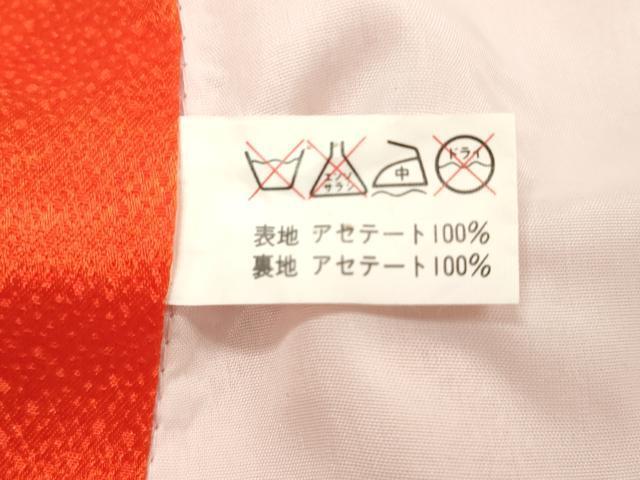 エンソ
サラシ
中
ドライ
表地 アセテート100%
裏地 アセテート100%